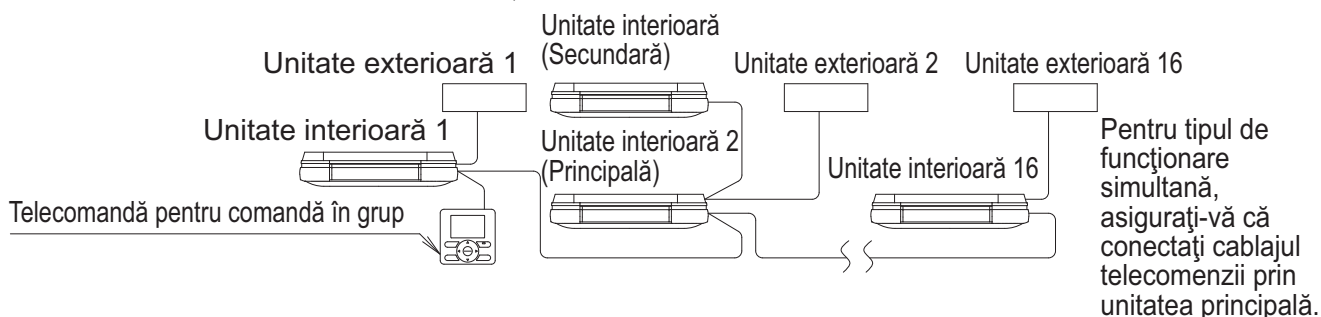 Unitate interioară
(Secundară)
Unitate exterioară 1
Unitate exterioară 2
Unitate exterioară 16
Unitate interioară 1
Unitate interioară 2
(Principală)
Unitate interioară 16
Telecomandă pentru comandă în grup
Pentru tipul de
funcţionare
simultană,
asiguraţi-vă că
conectaţi cablajul
telecomenzii prin
unitatea principală.